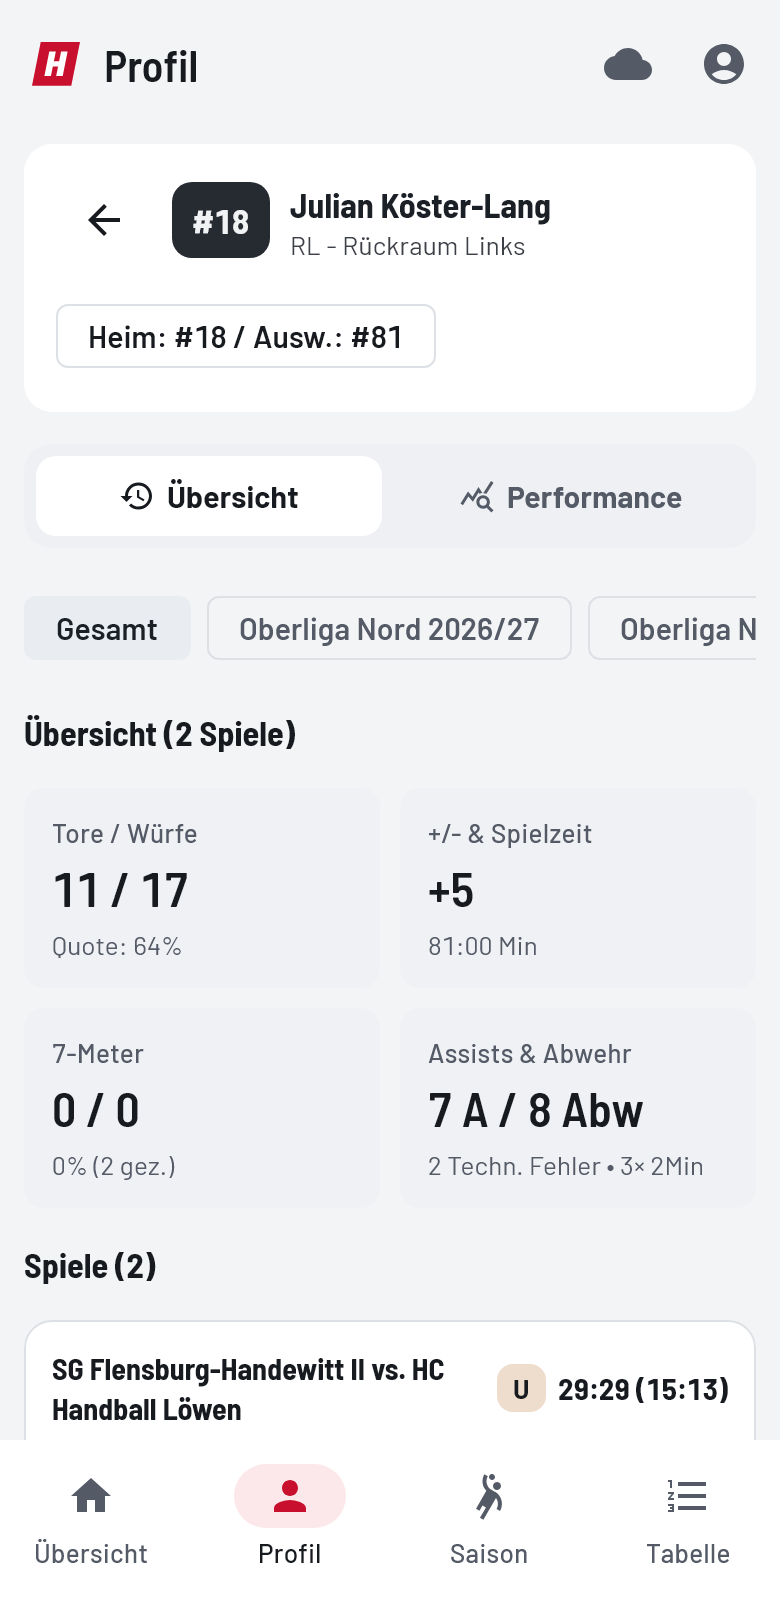 H Profil
#18
Julian Köster-Lang
RL - Rückraum Links
Heim: #18 / Ausw.: #81
Übersicht
Performance
Gesamt
Oberliga Nord 2026/27
Oberliga N
Übersicht (2 Spiele)
Tore / Würfe
11 / 17
Quote: 64%
+/- & Spielzeit
+5
81:00 Min
7-Meter
0 / 0
0% (2 gez.)
Assists & Abwehr
7 A / 8 Abw
2 Techn. Fehler • 3× 2Min
Spiele (2)
SG Flensburg-Handewitt II vs. HC
Handball Löwen
U 29:29 (15:13)
Übersicht
Profil
Saison
1
2
3
Tabelle